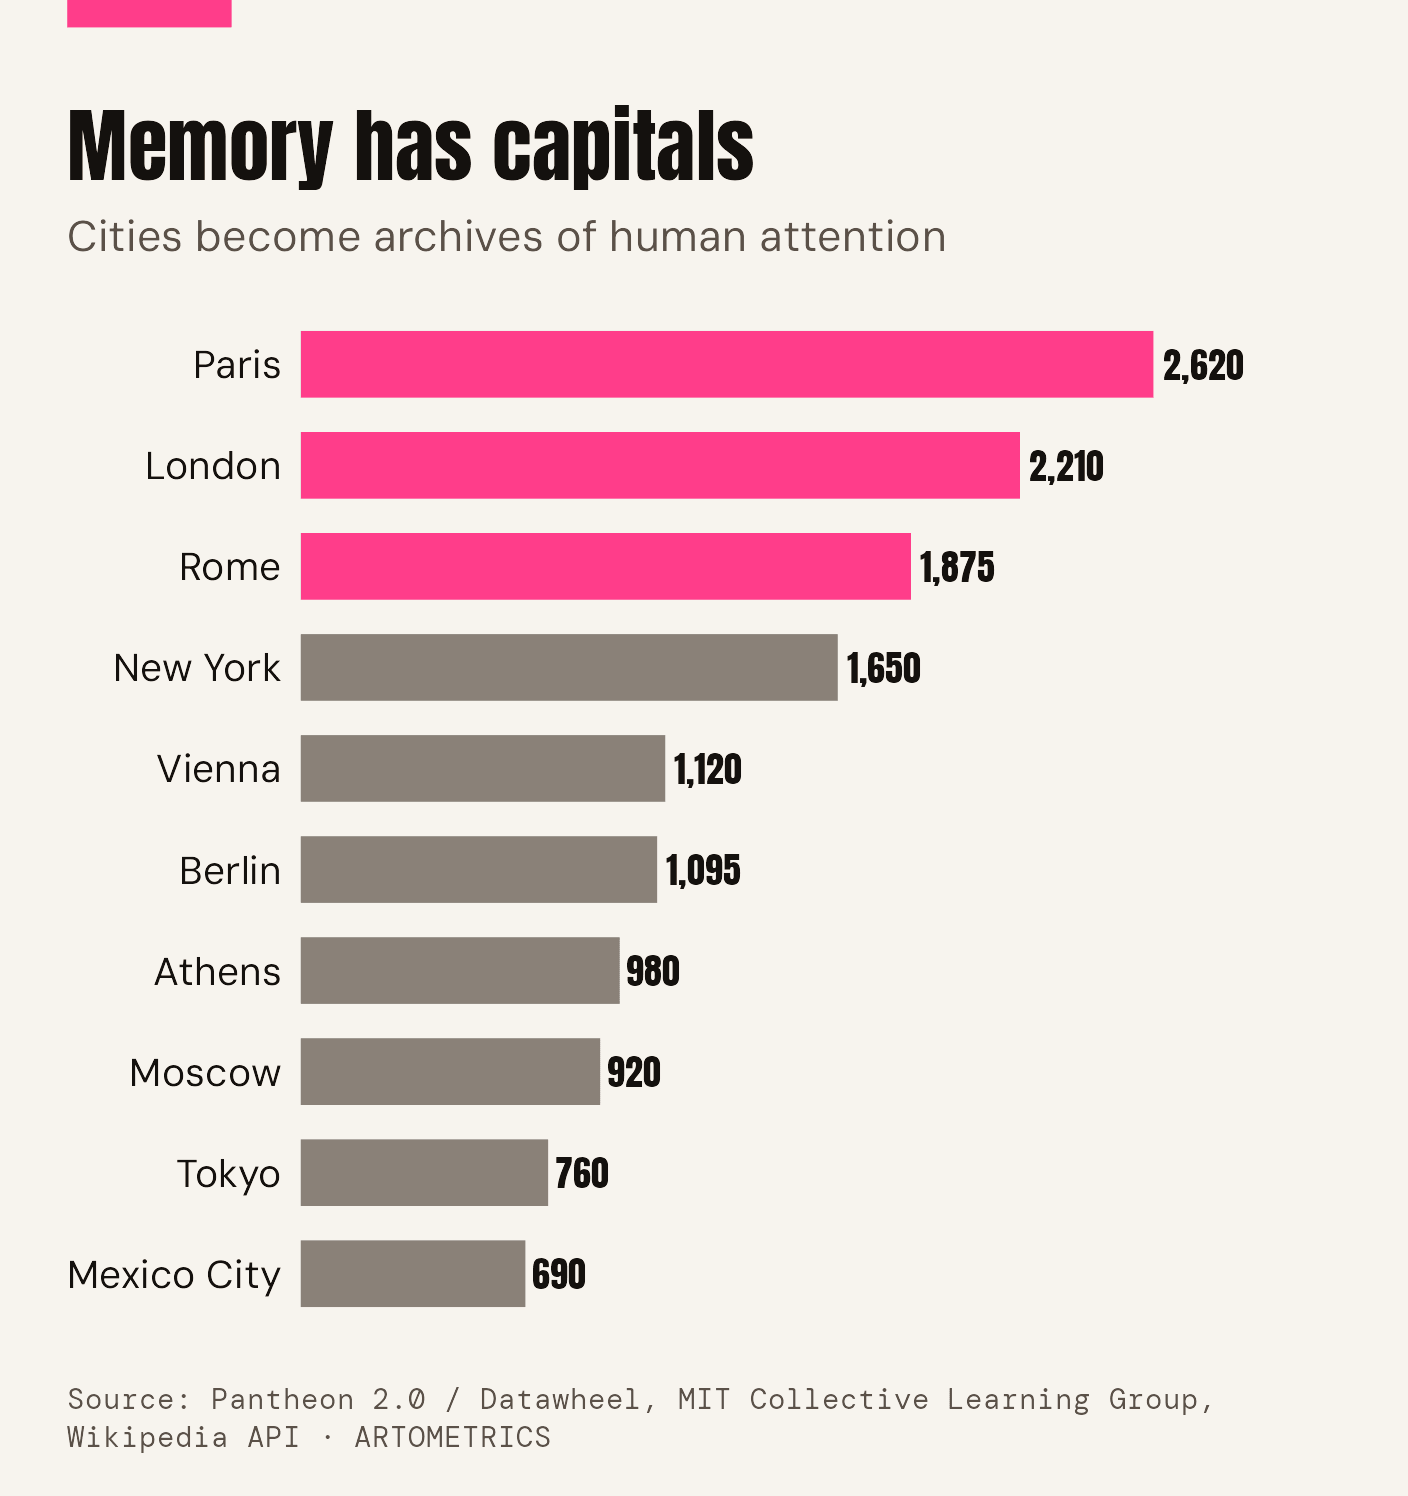 Memory has capitals
Cities become archives of human attention
Paris 2,620
London 2,210
Rome 1,875
New York 1,650
Vienna 1,120
Berlin 1,095
Athens 980
Moscow 920
Tokyo 760
Mexico City 690
Source: Pantheon 2.0 / Datawheel, MIT Collective Learning Group,
Wikipedia API · ARTOMETRICS